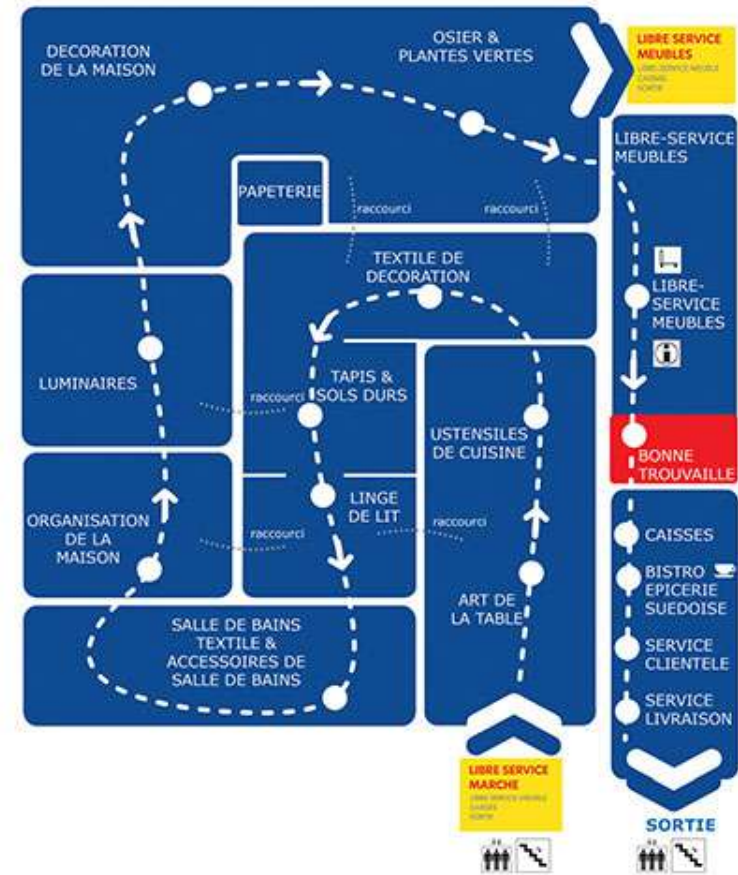 DECORATION
DE LA MAISON
OSIER &
PLANTES VERTES
LIBRE SERVICE
MEUBLES
SORTIE
LIBRE-SERVICE
MEUBLES
PAPETERIE
raccourci
raccourci
TEXTILE DE
DECORATION
LIBRE-
SERVICE
MEUBLES
LUMINAIRES
raccourci
TAPIS &
SOLS DURS
USTENSILES
DE CUISINE
BONNE
TROUVAILLE
ORGANISATION
DE LA
MAISON
raccourci
LINGE
DE LIT
raccourci
CAISSES
BISTRO
EPICERIE
SUEDOISE
ART DE
LA TABLE
SALLE DE BAINS
TEXTILE &
ACCESSOIRES DE
SALLE DE BAINS
SERVICE
CLIENTELE
SERVICE
LIVRAISON
LIBRE SERVICE
MARCHE
SORTIE
SORTIE